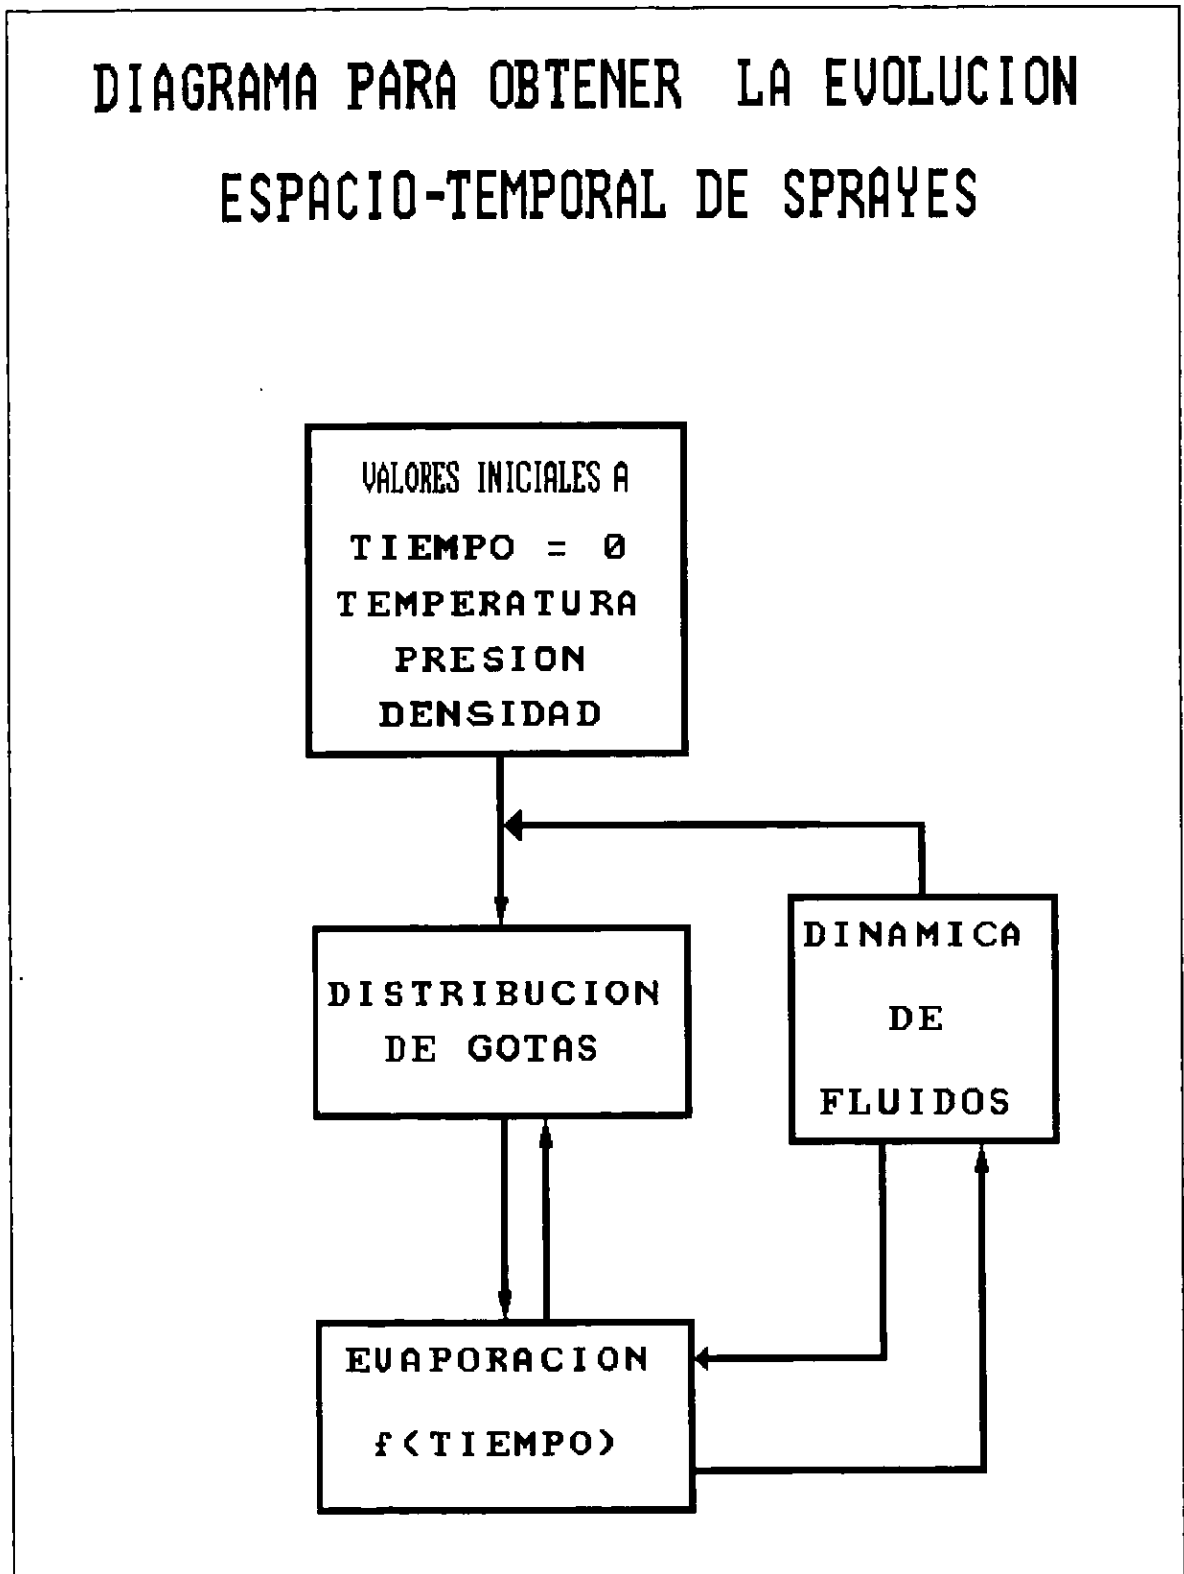 DIAGRAMA PARA OBTENER LA EVOLUCION
ESPACIO-TEMPORAL DE SPRAYES
VALORES INICIALES A
TIEMPO = 0
TEMPERATURA
PRESION
DENSIDAD
DISTRIBUCION
DE GOTAS
DINAMICA
DE
FLUIDOS
EVAPORACION
f(TIEMPO)